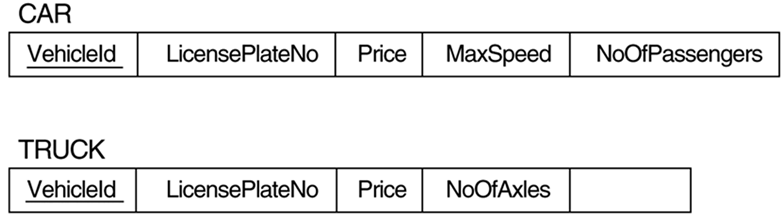 CAR
VehicleId LicensePlateNo Price MaxSpeed NoOfPassengers
TRUCK
VehicleId LicensePlateNo Price NoOfAxles